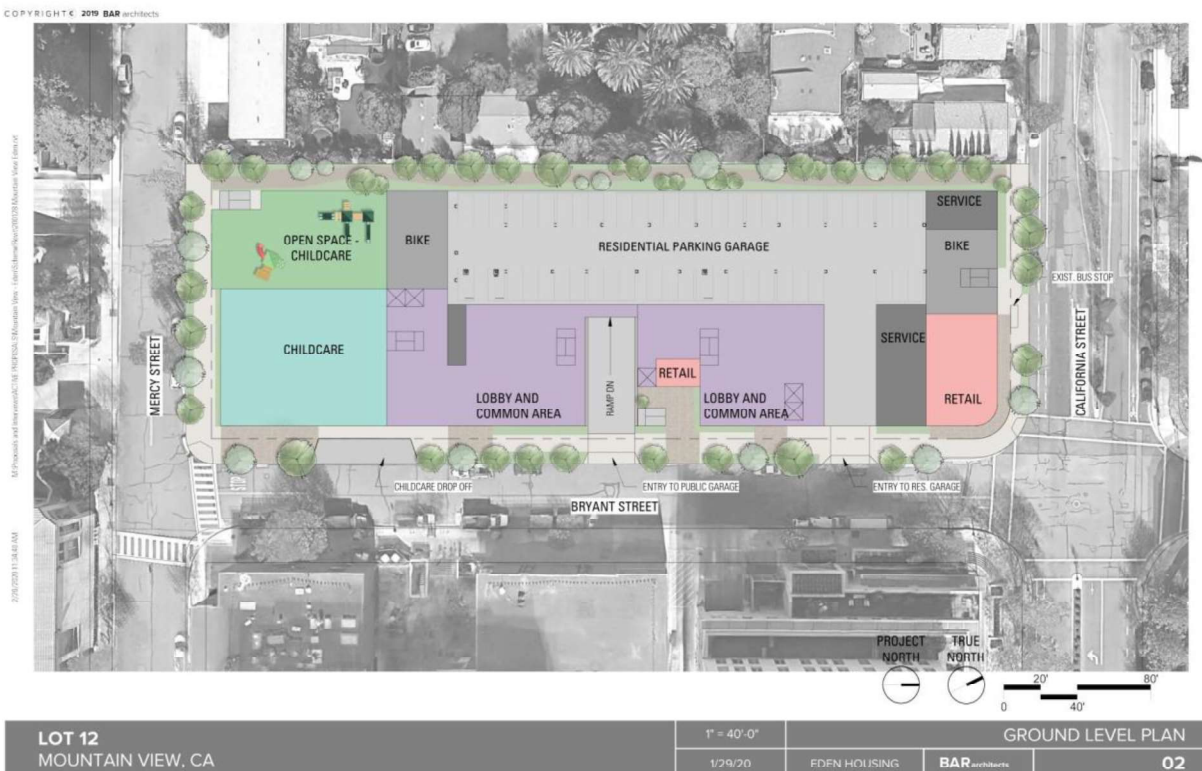 COPYRIGHT © 2019 BAR architects
SERVICE
OPEN SPACE -
CHILDCARE
BIKE
RESIDENTIAL PARKING GARAGE
BIKE
EXIST. BUS STOP
MERCY STREET
CHILDCARE
SERVICE
CALIFORNIA STREET
RETAIL
LOBBY AND
COMMON AREA
RAMP DN
LOBBY AND
COMMON AREA
RETAIL
STOP
CHILDCARE DROP OFF
ENTRY TO PUBLIC GARAGE
ENTRY TO RES. GARAGE
BRYANT STREET
PROJECT
NORTH
TRUE
NORTH
20'
80'
0
40'
LOT 12
MOUNTAIN VIEW, CA
1" = 40'-0"
GROUND LEVEL PLAN
1/29/20
EDEN HOUSING
BAR architects
02